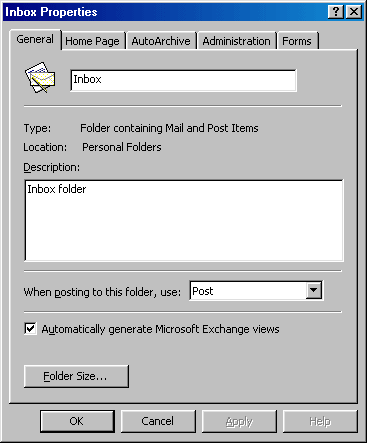 Inbox Properties
General Home Page AutoArchive Administration Forms
Inbox
Type: Folder containing Mail and Post Items
Location: Personal Folders
Description:
Inbox folder
When posting to this folder, use: Post
Automatically generate Microsoft Exchange views
Folder Size...
OK Cancel Apply Help